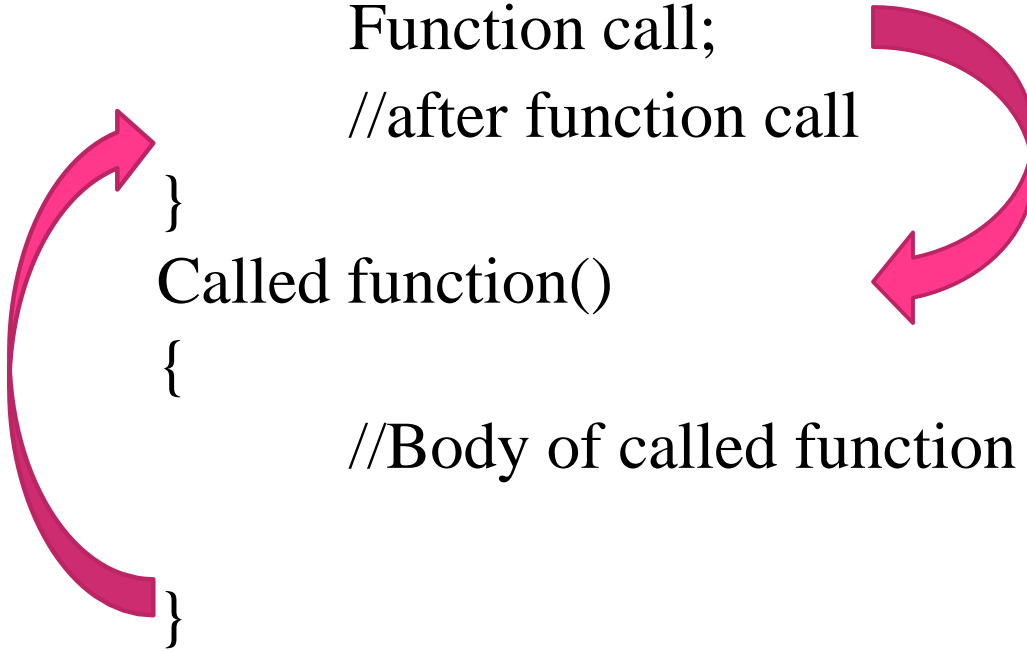 Function call;
//after function call
}
Called function()
{
//Body of called function
}